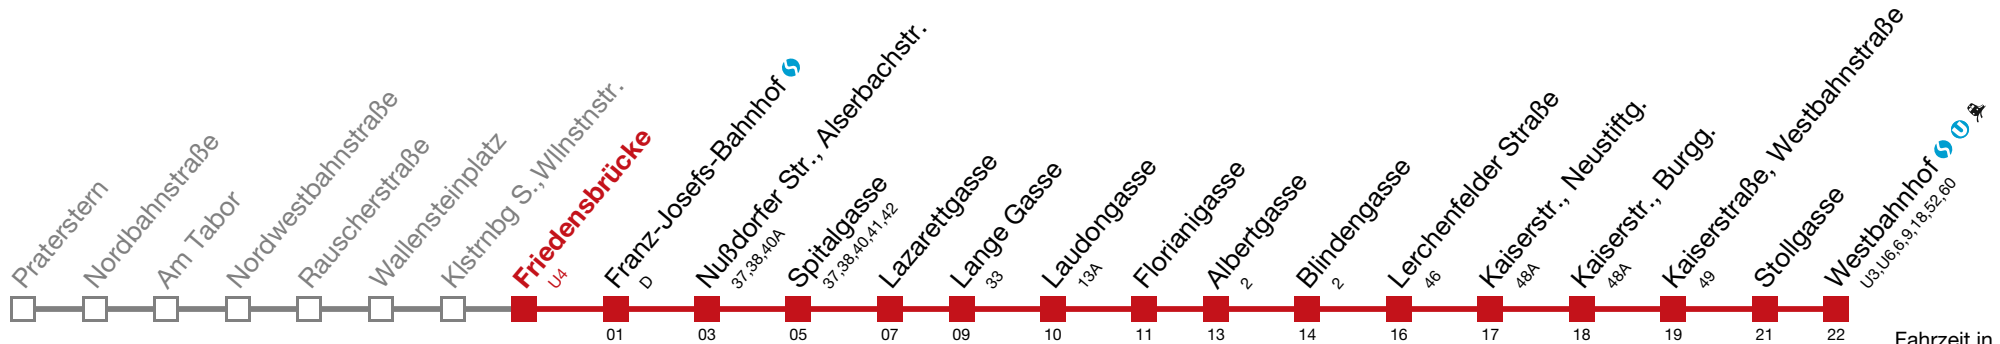 Praterstern
Nordbahnstraße
Am Tabor
Nordwestbahnstraße
Rauscherstraße
Wallensteinplatz
Klstrnbg S., Wllnstnstr.
Friedensbrücke
U4
Franz-Josefs-Bahnhof
D
Nußdorfer Str., Alserbachstr.
37,38,40A
Spitalgasse
37,38,40,41,42
Lazarettgasse
Lange Gasse
33
Laudongasse
13A
Florianigasse
Albertgasse
2
Blindengasse
2
Lerchenfelder Straße
46
Kaiserstr., Neustiftg.
48A
Kaiserstr., Burgg.
48A
Kaiserstraße, Westbahnstraße
49
Stollgasse
Westbahnhof
U3,U6,6,9,18,52,60
01 03 05 07 09 10 11 13 14 16 17 18 19 21 22
Fahrzeit in